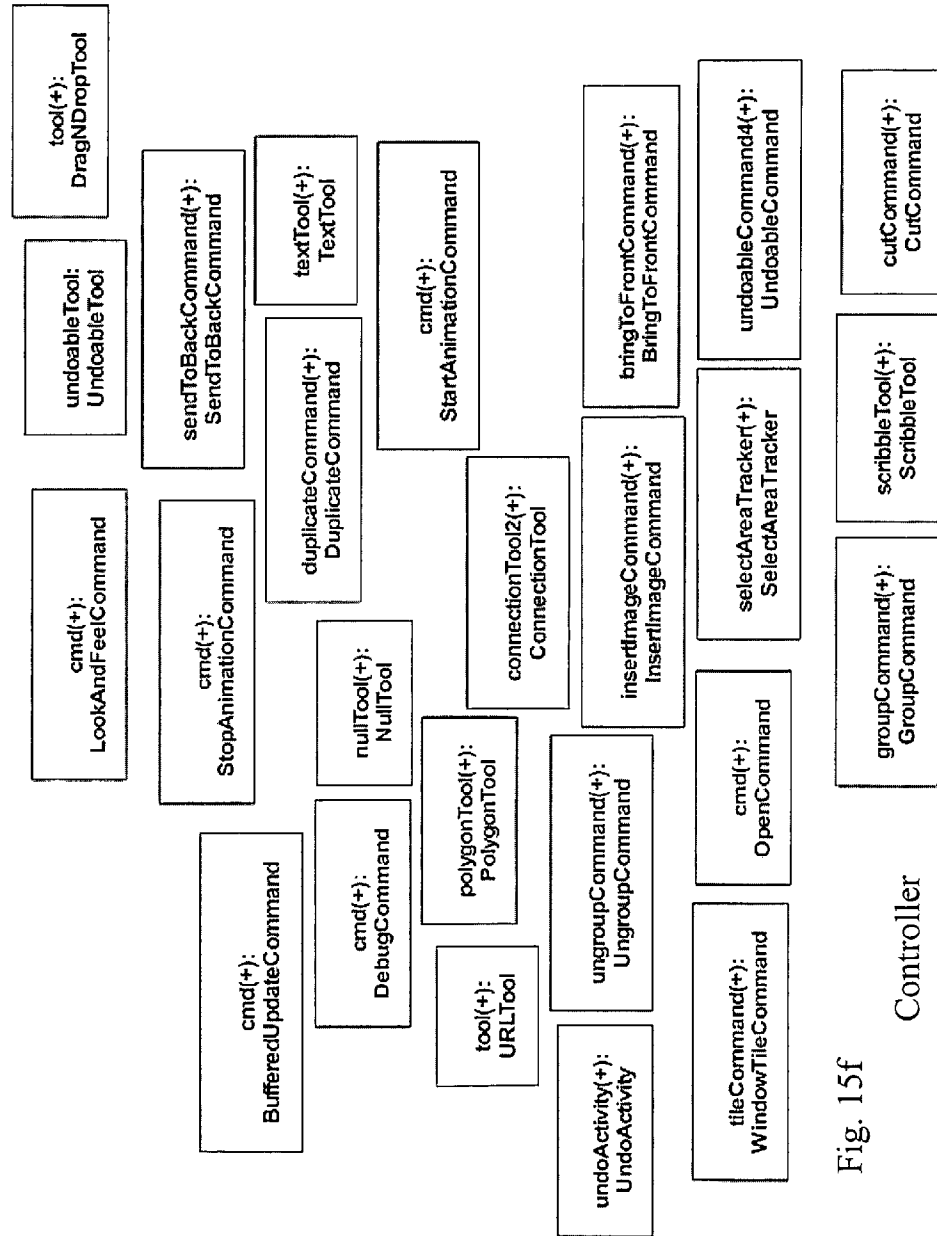 tool(+):
DragNDropTool
undoableTool:
UndoableTool
cmd(+):
LookAndFeelCommand
sendToBackCommand(+):
SendToBackCommand
cmd(+):
StopAnimationCommand
cmd(+):
BufferedUpdateCommand
textTool(+):
TextTool
duplicateCommand(+):
DuplicateCommand
nullTool(+):
NullTool
cmd(+):
DebugCommand
cmd(+):
StartAnimationCommand
polygonTool(+):
PolygonTool
tool(+):
URLTool
connectionTool2(+):
ConnectionTool
bringToFrontCommand(+):
BringToFrontCommand
insertImageCommand(+):
InsertImageCommand
ungroupCommand(+):
UngroupCommand
undoActivity(+):
UndoActivity
undoableCommand4(+):
UndoableCommand
selectAreaTracker(+):
SelectAreaTracker
cmd(+):
OpenCommand
tileCommand(+):
WindowTileCommand
cutCommand(+):
CutCommand
scribbleTool(+):
ScribbleTool
groupCommand(+):
GroupCommand
Fig. 15f
Controller